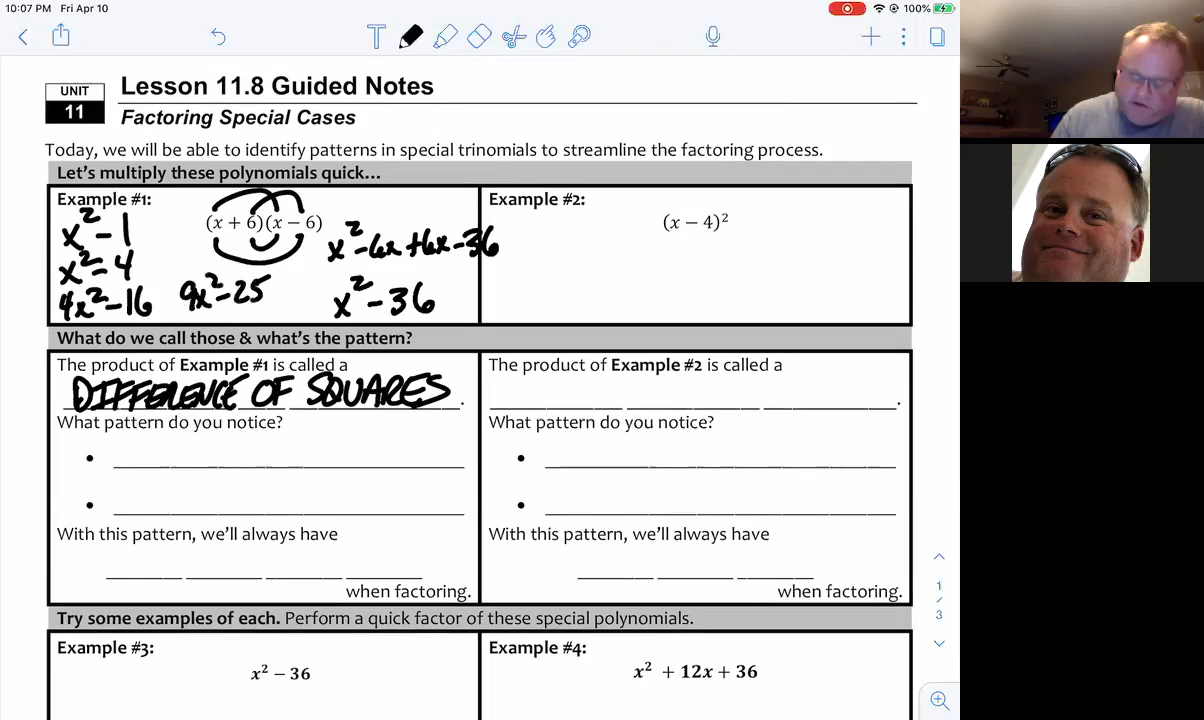 10:07 PM Fri Apr 10
100%
UNIT
11
Lesson 11.8 Guided Notes
Factoring Special Cases
Today, we will be able to identify patterns in special trinomials to streamline the factoring process.
Let's multiply these polynomials quick...
Example #1:
(x + 6)(x − 6)
x² - 1
x² - 4
4x² - 16
9x² - 25
x² - 6x + 6x - 36
x² - 36
Example #2:
(x − 4)²
What do we call those & what's the pattern?
The product of Example #1 is called a
DIFFERENCE OF SQUARES.
What pattern do you notice?
With this pattern, we'll always have
when factoring.
The product of Example #2 is called a
What pattern do you notice?
With this pattern, we'll always have
when factoring.
Try some examples of each. Perform a quick factor of these special polynomials.
Example #3:
x² − 36
Example #4:
x² + 12x + 36
1
/
3